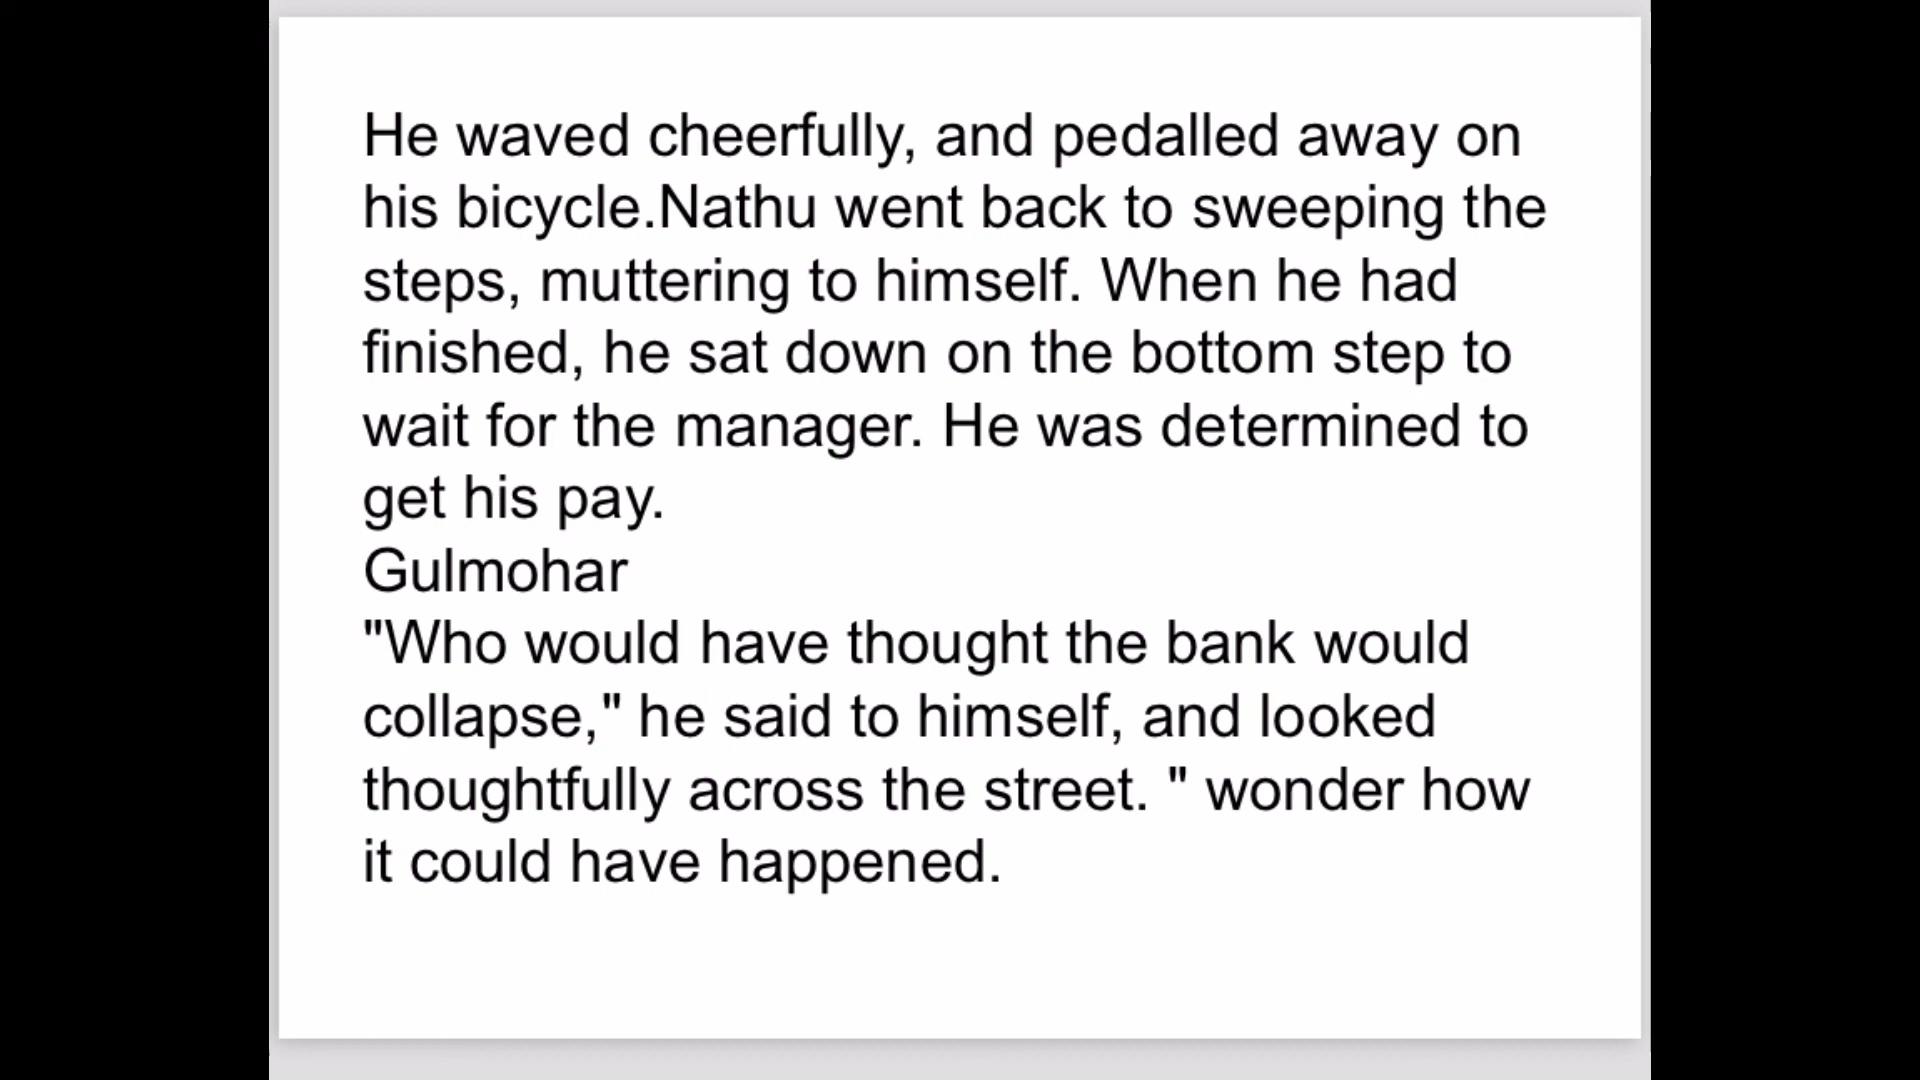 He waved cheerfully, and pedalled away on
his bicycle.Nathu went back to sweeping the
steps, muttering to himself. When he had
finished, he sat down on the bottom step to
wait for the manager. He was determined to
get his pay.
Gulmohar
"Who would have thought the bank would
collapse," he said to himself, and looked
thoughtfully across the street. " wonder how
it could have happened.